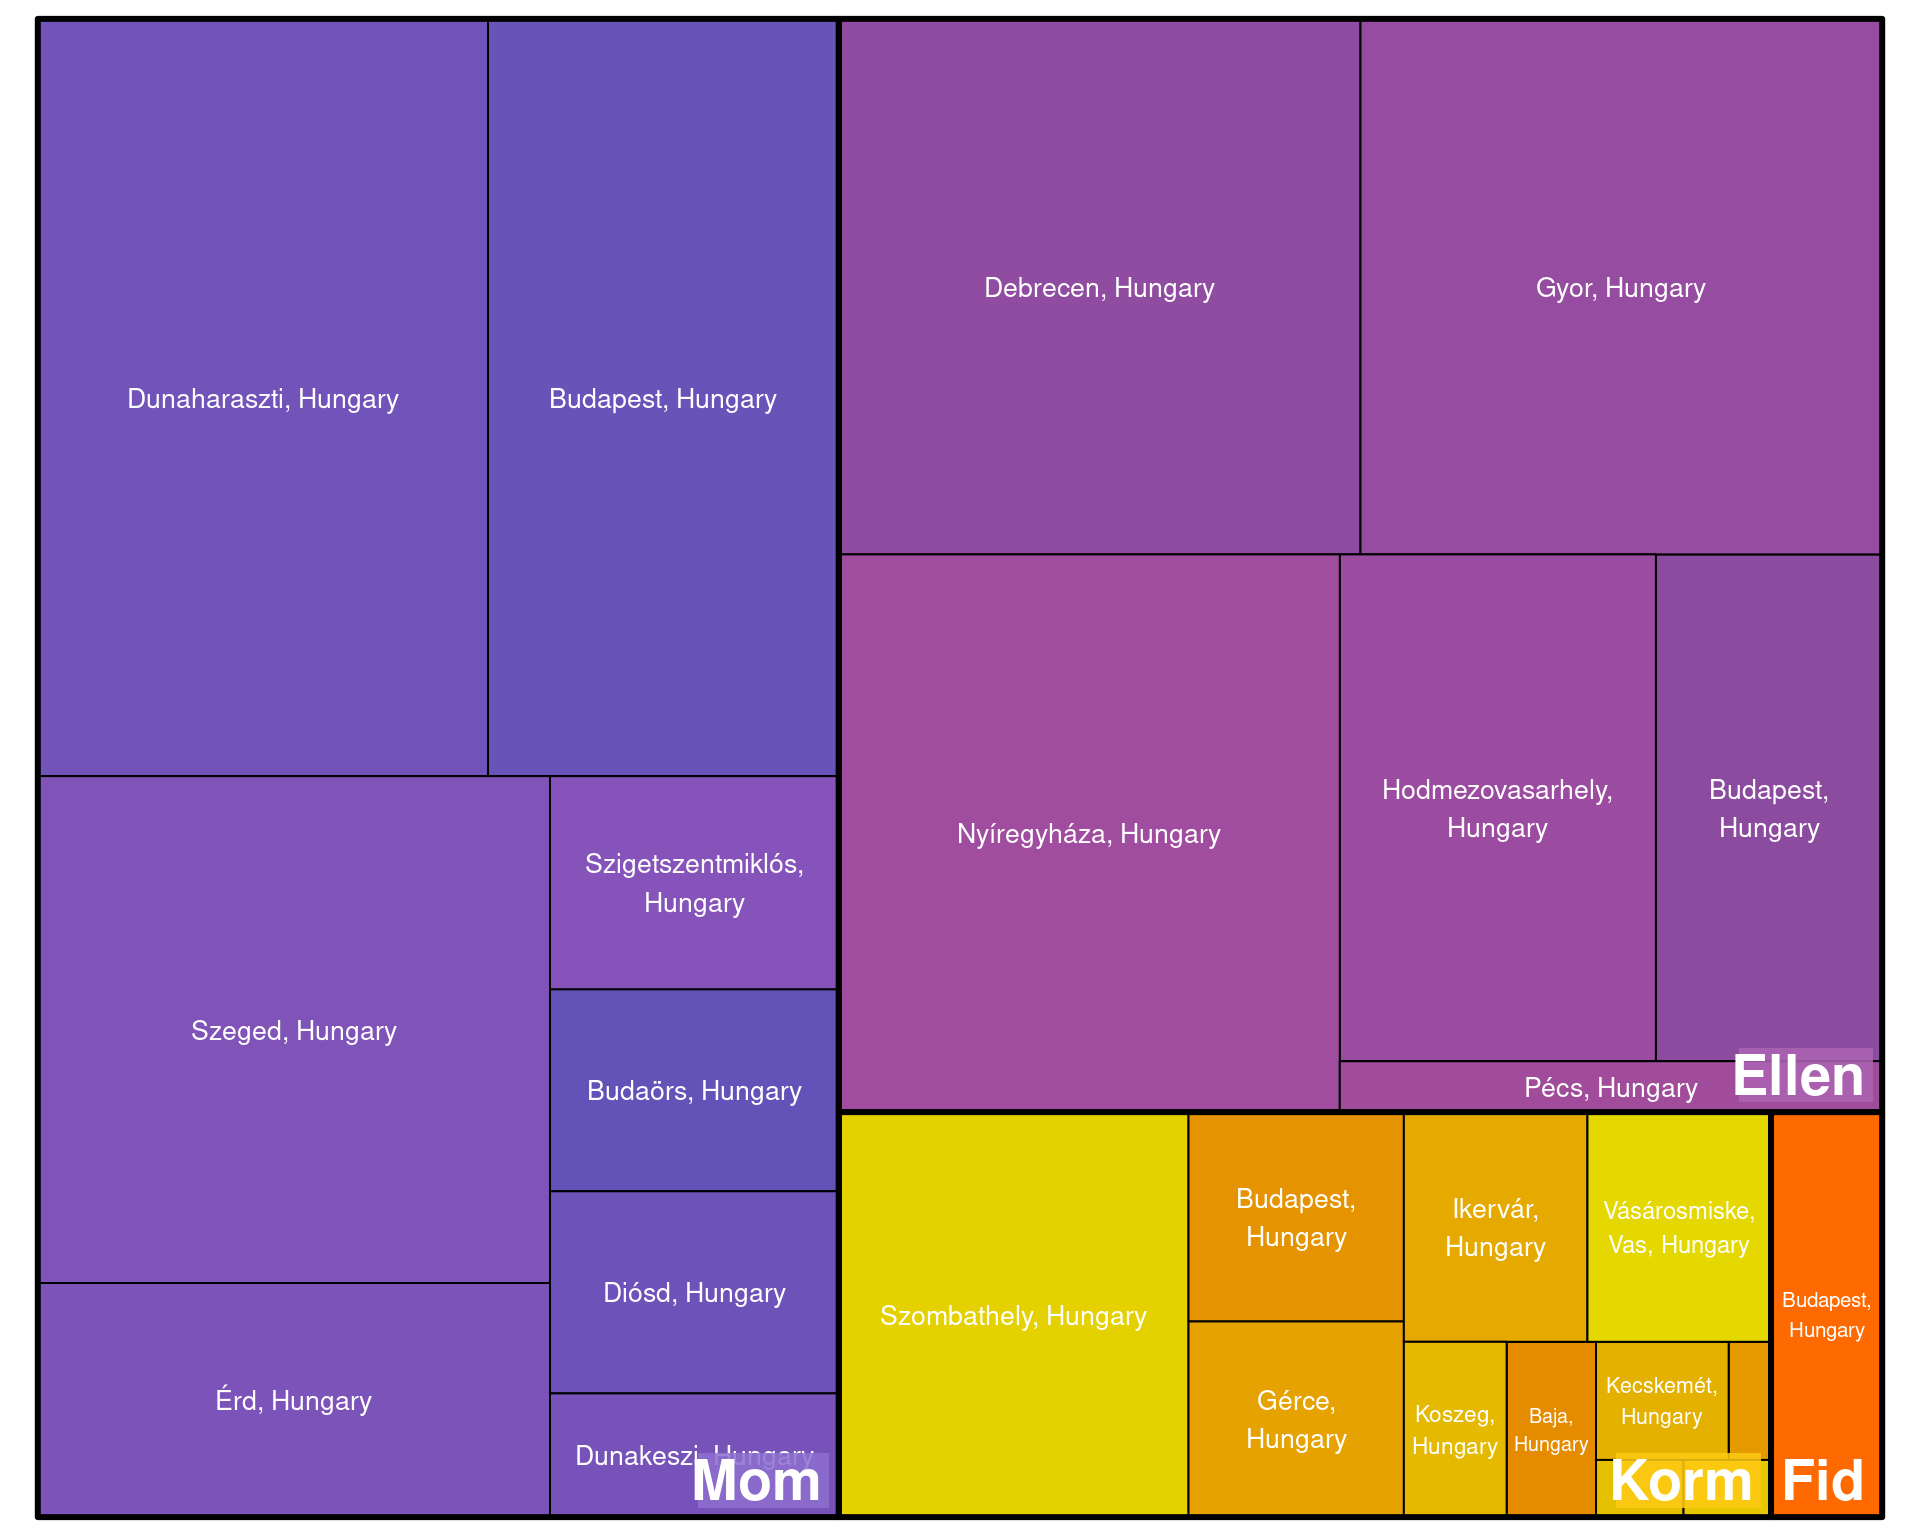 Dunaharaszti, Hungary
Budapest, Hungary
Szeged, Hungary
Szigetszentmiklós,
Hungary
Budaörs, Hungary
Diósd, Hungary
Érd, Hungary
Dunakeszi, Hungary
Mom
Debrecen, Hungary
Gyor, Hungary
Nyíregyháza, Hungary
Hodmezovasarhely,
Hungary
Budapest,
Hungary
Pécs, Hungary
Ellen
Szombathely, Hungary
Budapest,
Hungary
Gérce,
Hungary
Ikervár,
Hungary
Vásárosmiske,
Vas, Hungary
Koszeg,
Hungary
Baja,
Hungary
Kecskemét,
Hungary
Korm
Budapest,
Hungary
Fid